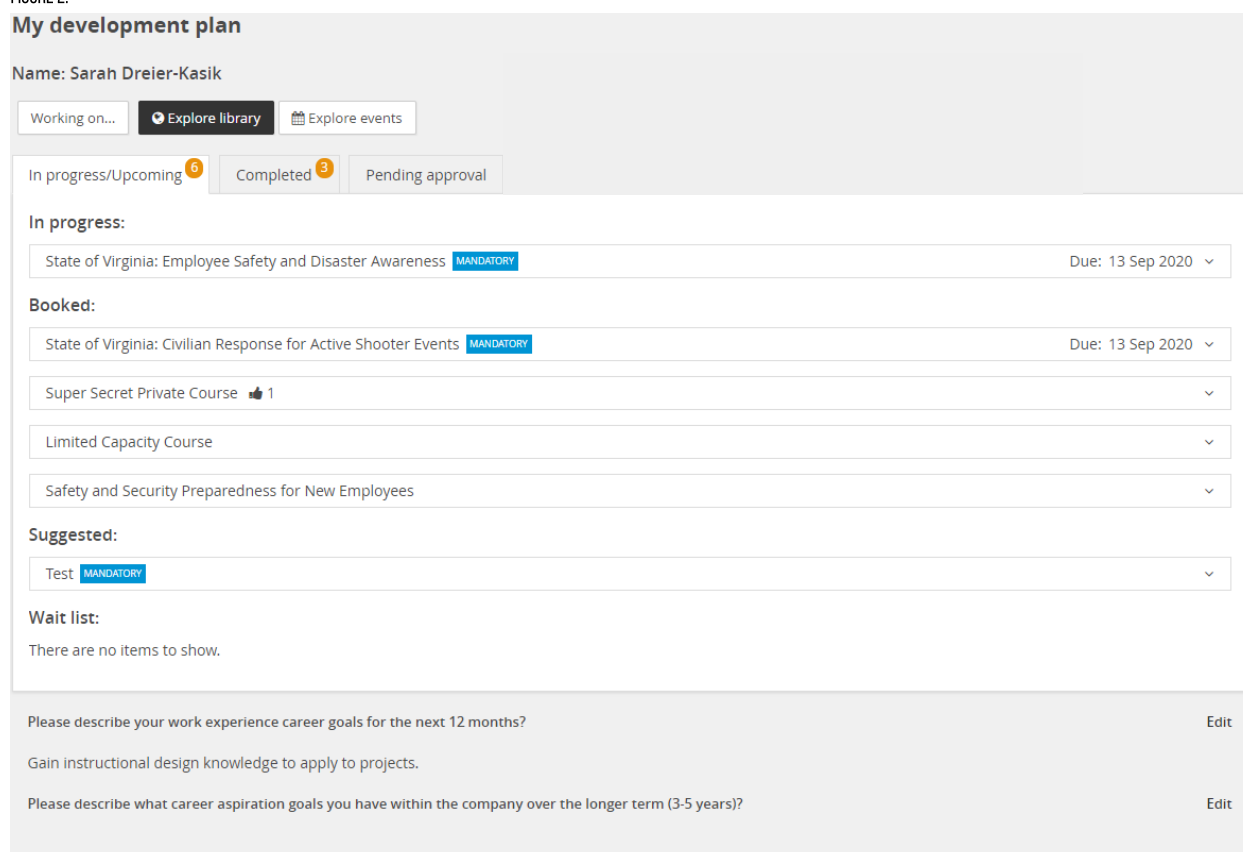 FIGURE 2.
My development plan
Name: Sarah Dreier-Kasik
Working on... Explore library Explore events
In progress/Upcoming 6 Completed 3 Pending approval
In progress:
State of Virginia: Employee Safety and Disaster Awareness MANDATORY Due: 13 Sep 2020
Booked:
State of Virginia: Civilian Response for Active Shooter Events MANDATORY Due: 13 Sep 2020
Super Secret Private Course 1
Limited Capacity Course
Safety and Security Preparedness for New Employees
Suggested:
Test MANDATORY
Wait list:
There are no items to show.
Please describe your work experience career goals for the next 12 months? Edit
Gain instructional design knowledge to apply to projects.
Please describe what career aspiration goals you have within the company over the longer term (3-5 years)? Edit